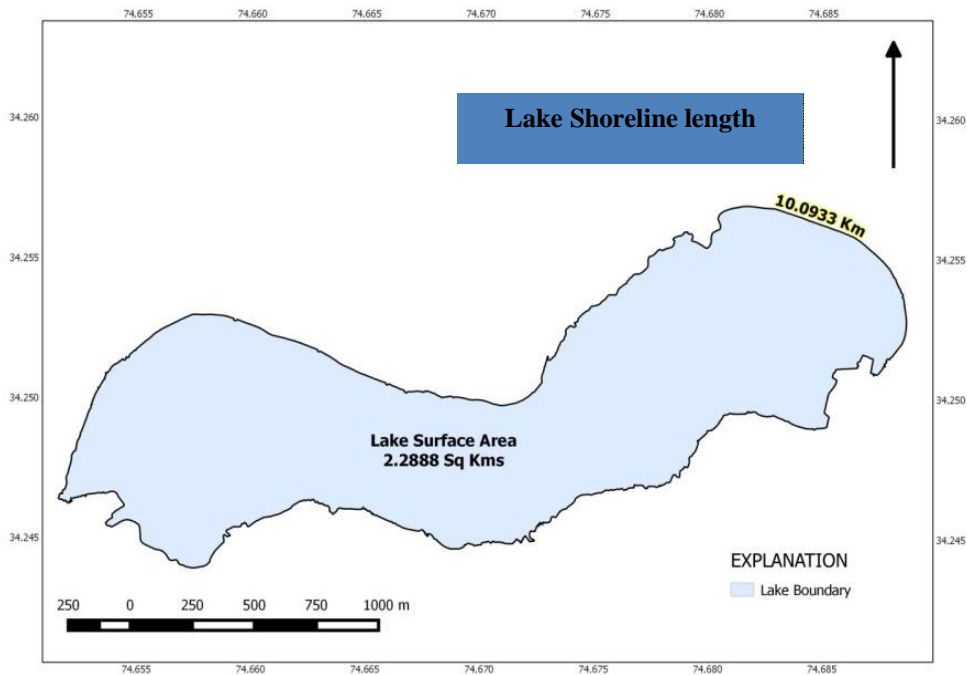 74.655 74.660 74.665 74.670 74.675 74.680 74.685
34.260 34.260
Lake Shoreline length
10.0933 Km
34.255 34.255
34.250 34.250
Lake Surface Area
2.2888 Sq Kms
34.245 34.245
EXPLANATION
Lake Boundary
250 0 250 500 750 1000 m
74.655 74.660 74.665 74.670 74.675 74.680 74.685